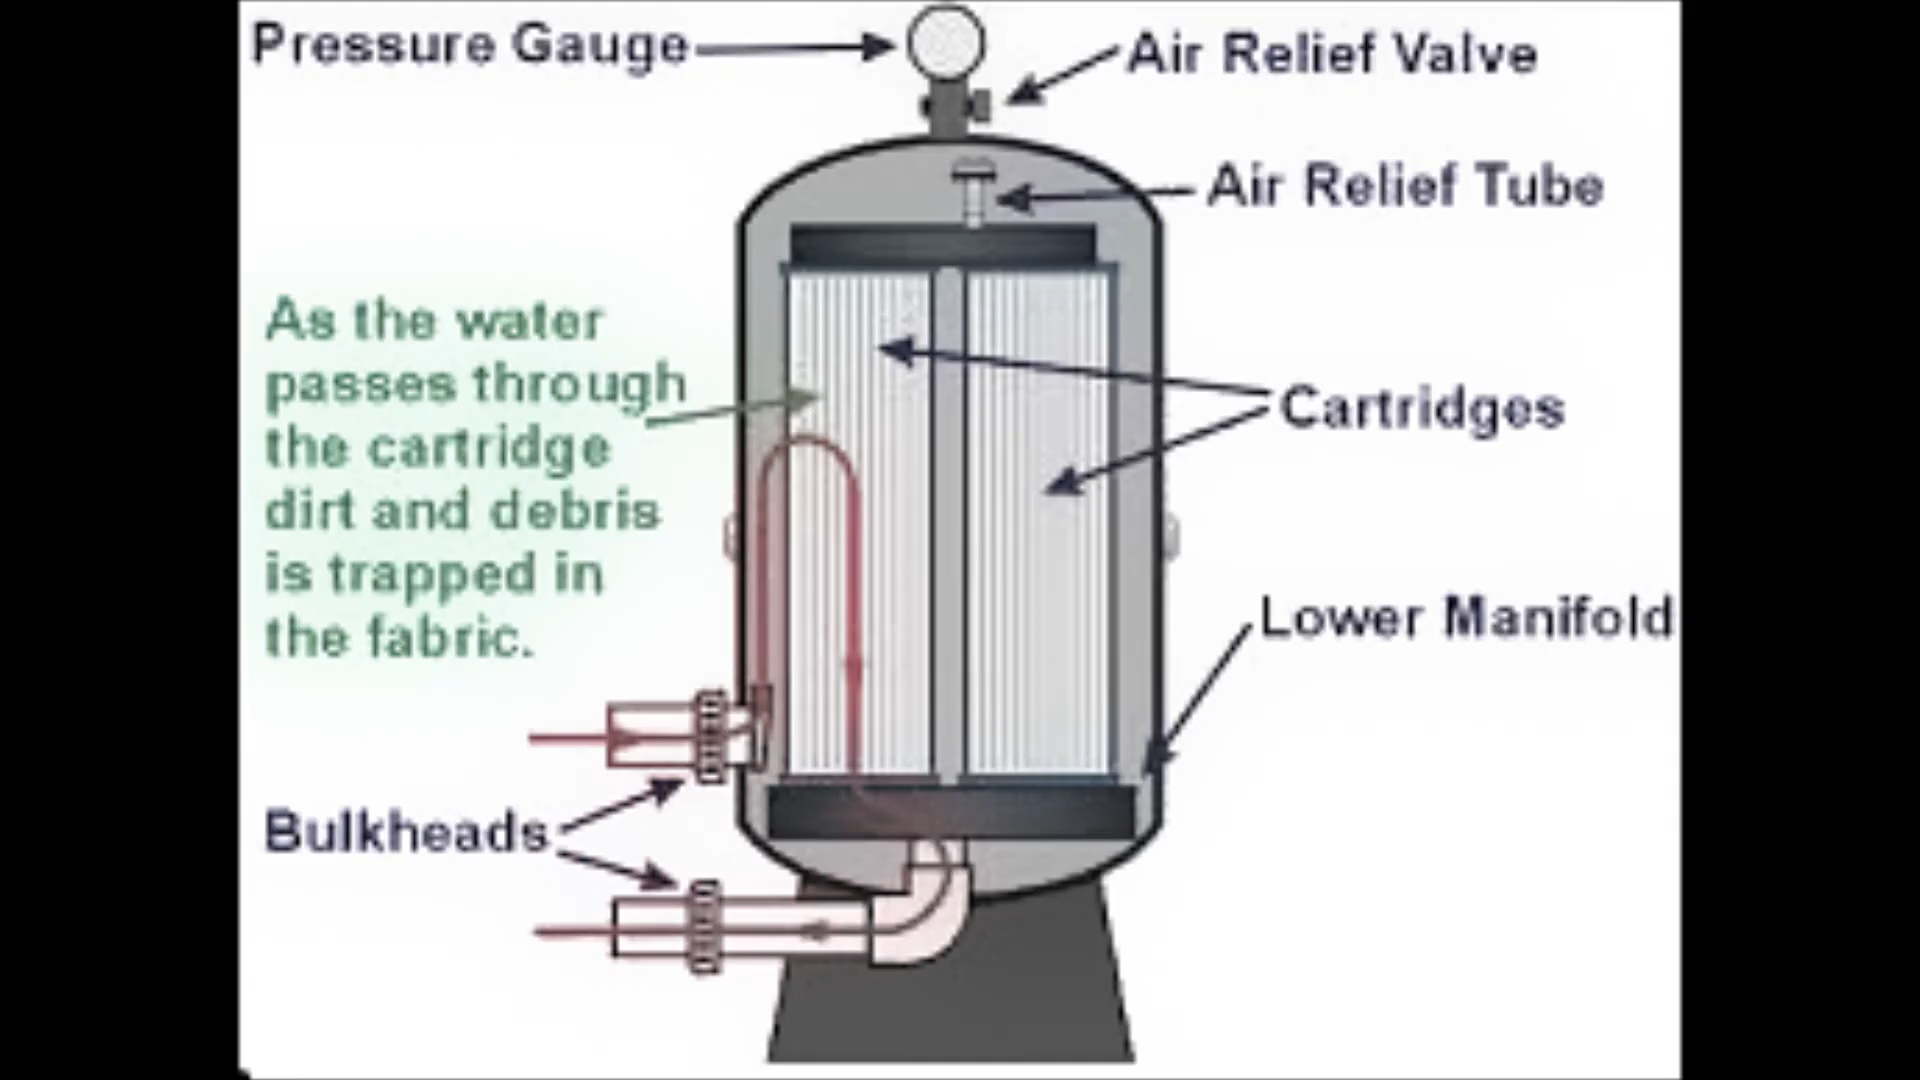 Pressure Gauge
Air Relief Valve
Air Relief Tube
As the water
passes through
the cartridge
dirt and debris
is trapped in
the fabric.
Cartridges
Lower Manifold
Bulkheads